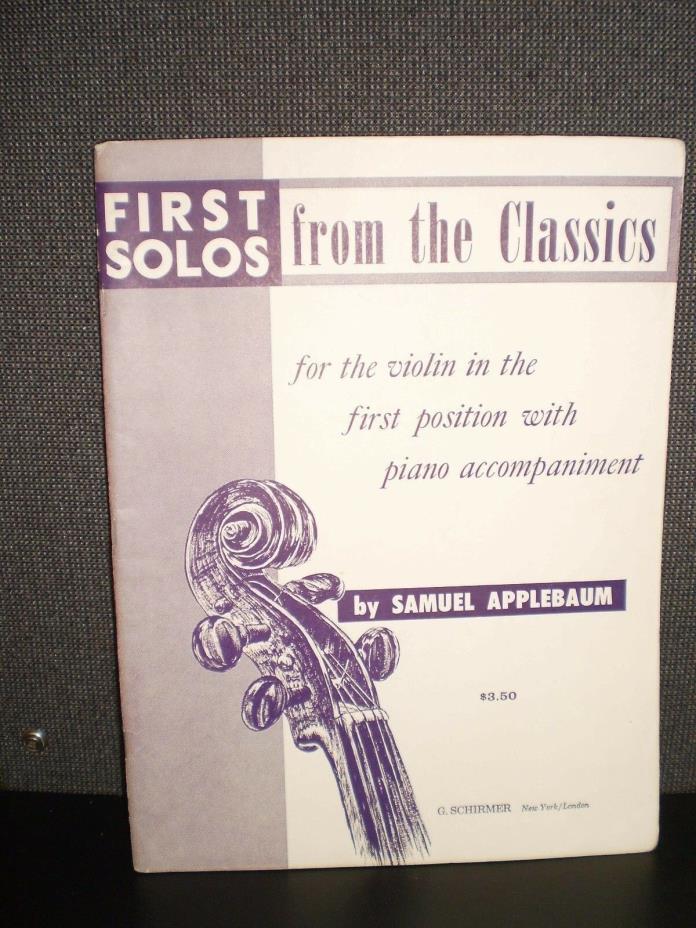 FIRST
SOLOS
from the Classics
for the violin in the
first position with
piano accompaniment
by SAMUEL APPLEBAUM
$3.50
G. SCHIRMER New York/London